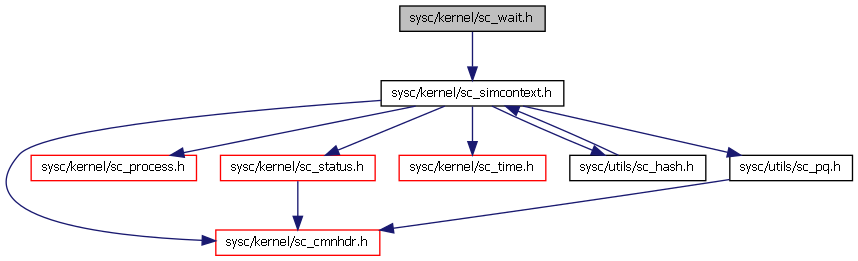 sysc/kernel/sc_wait.h
sysc/kernel/sc_simcontext.h
sysc/kernel/sc_process.h
sysc/kernel/sc_status.h
sysc/kernel/sc_time.h
sysc/utils/sc_hash.h
sysc/utils/sc_pq.h
sysc/kernel/sc_cmnhdr.h